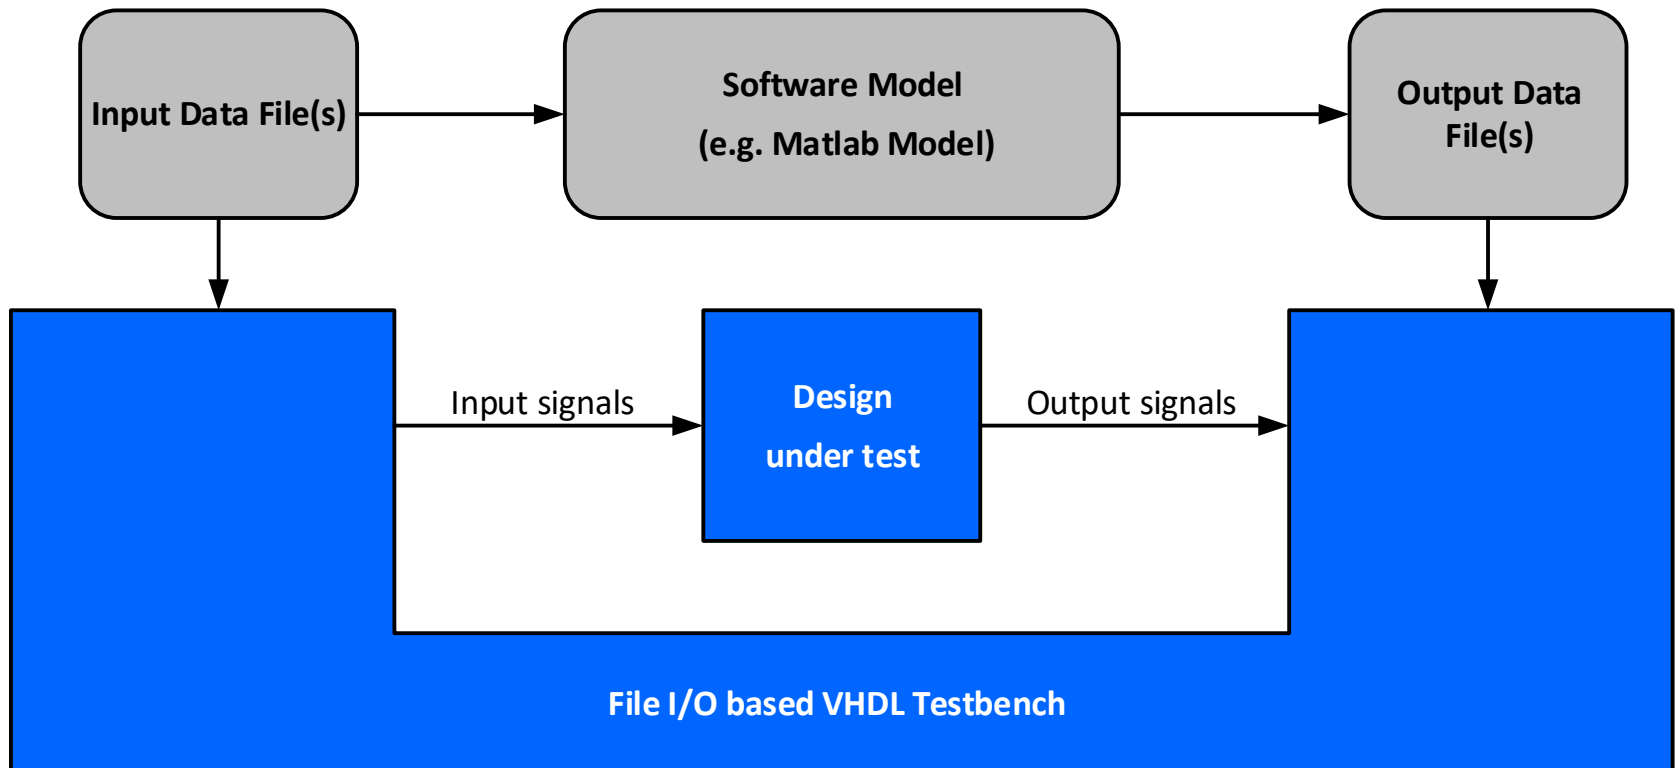 Input Data File(s)
Software Model
(e.g. Matlab Model)
Output Data
File(s)
Input signals
Design
under test
Output signals
File I/O based VHDL Testbench